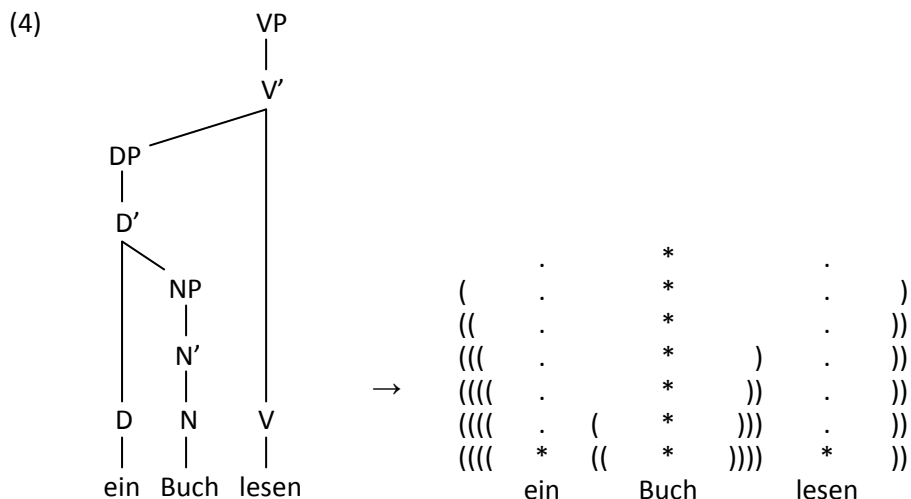 (4) VP
V’
DP
D’
. * .
NP ( . * . )
(( . * . ))
N’ ((( . * ) . ))
→ (((( . * )) . ))
D N V (((( . ( * ))) . ))
(((( * (( * )))) * ))
ein Buch lesen ein Buch lesen